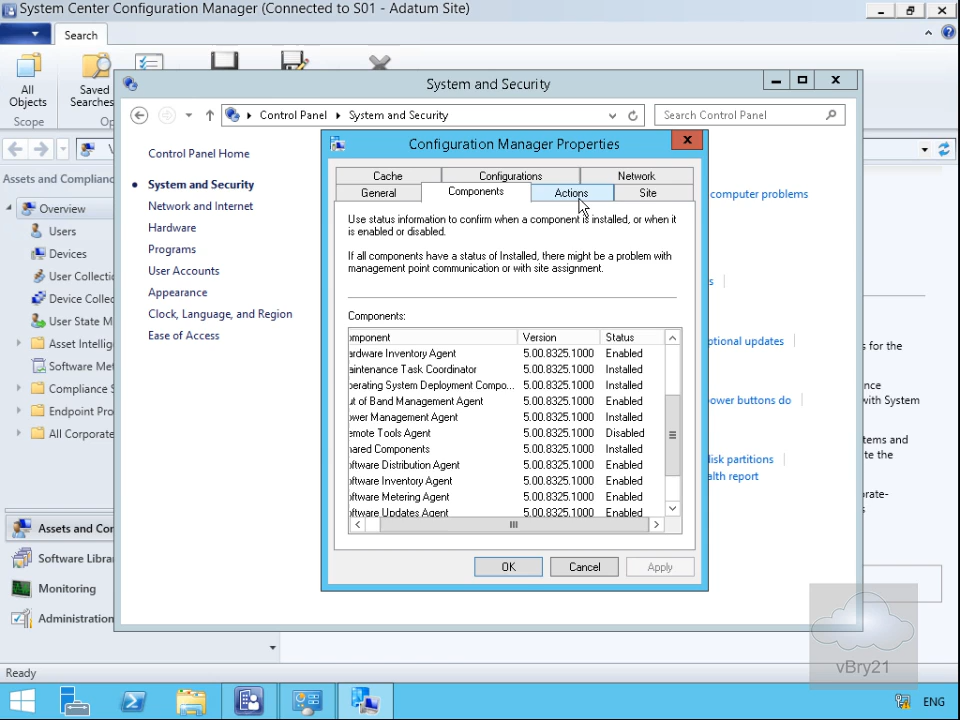 System Center Configuration Manager (Connected to S01 - Adatum Site)
Search
All
Objects
Saved
Searches
Scope
System and Security
Control Panel
System and Security
Search Control Panel
Assets and Complianc
Overview
Users
Devices
User Collecti
Device Collec
User State M
Asset Intellig
Software Met
Compliance S
Endpoint Pro
All Corporate
Assets and Cor
Software Libra
Monitoring
Administration
Ready
Control Panel Home
System and Security
Network and Internet
Hardware
Programs
User Accounts
Appearance
Clock, Language, and Region
Ease of Access
Configuration Manager Properties
Cache
Configurations
Network
General
Components
Actions
Site
Use status information to confirm when a component is installed, or when it
is enabled or disabled.
If all components have a status of Installed, there might be a problem with
management point communication or with site assignment.
Components:
mponent Version Status
ardware Inventory Agent 5.00.8325.1000 Enabled
aintenance Task Coordinator 5.00.8325.1000 Installed
perating System Deployment Compo... 5.00.8325.1000 Enabled
ut of Band Management Agent 5.00.8325.1000 Enabled
ower Management Agent 5.00.8325.1000 Installed
emote Tools Agent 5.00.8325.1000 Disabled
hared Components 5.00.8325.1000 Installed
oftware Distribution Agent 5.00.8325.1000 Enabled
oftware Inventory Agent 5.00.8325.1000 Enabled
oftware Metering Agent 5.00.8325.1000 Enabled
oftware Updates Agent 5.00.8325.1000 Enabled
OK
Cancel
Apply
computer problems
s
ptional updates
power buttons do
disk partitions
alth report
s for the
ance
with System
tems and
te the
orate-
vBry21
ENG